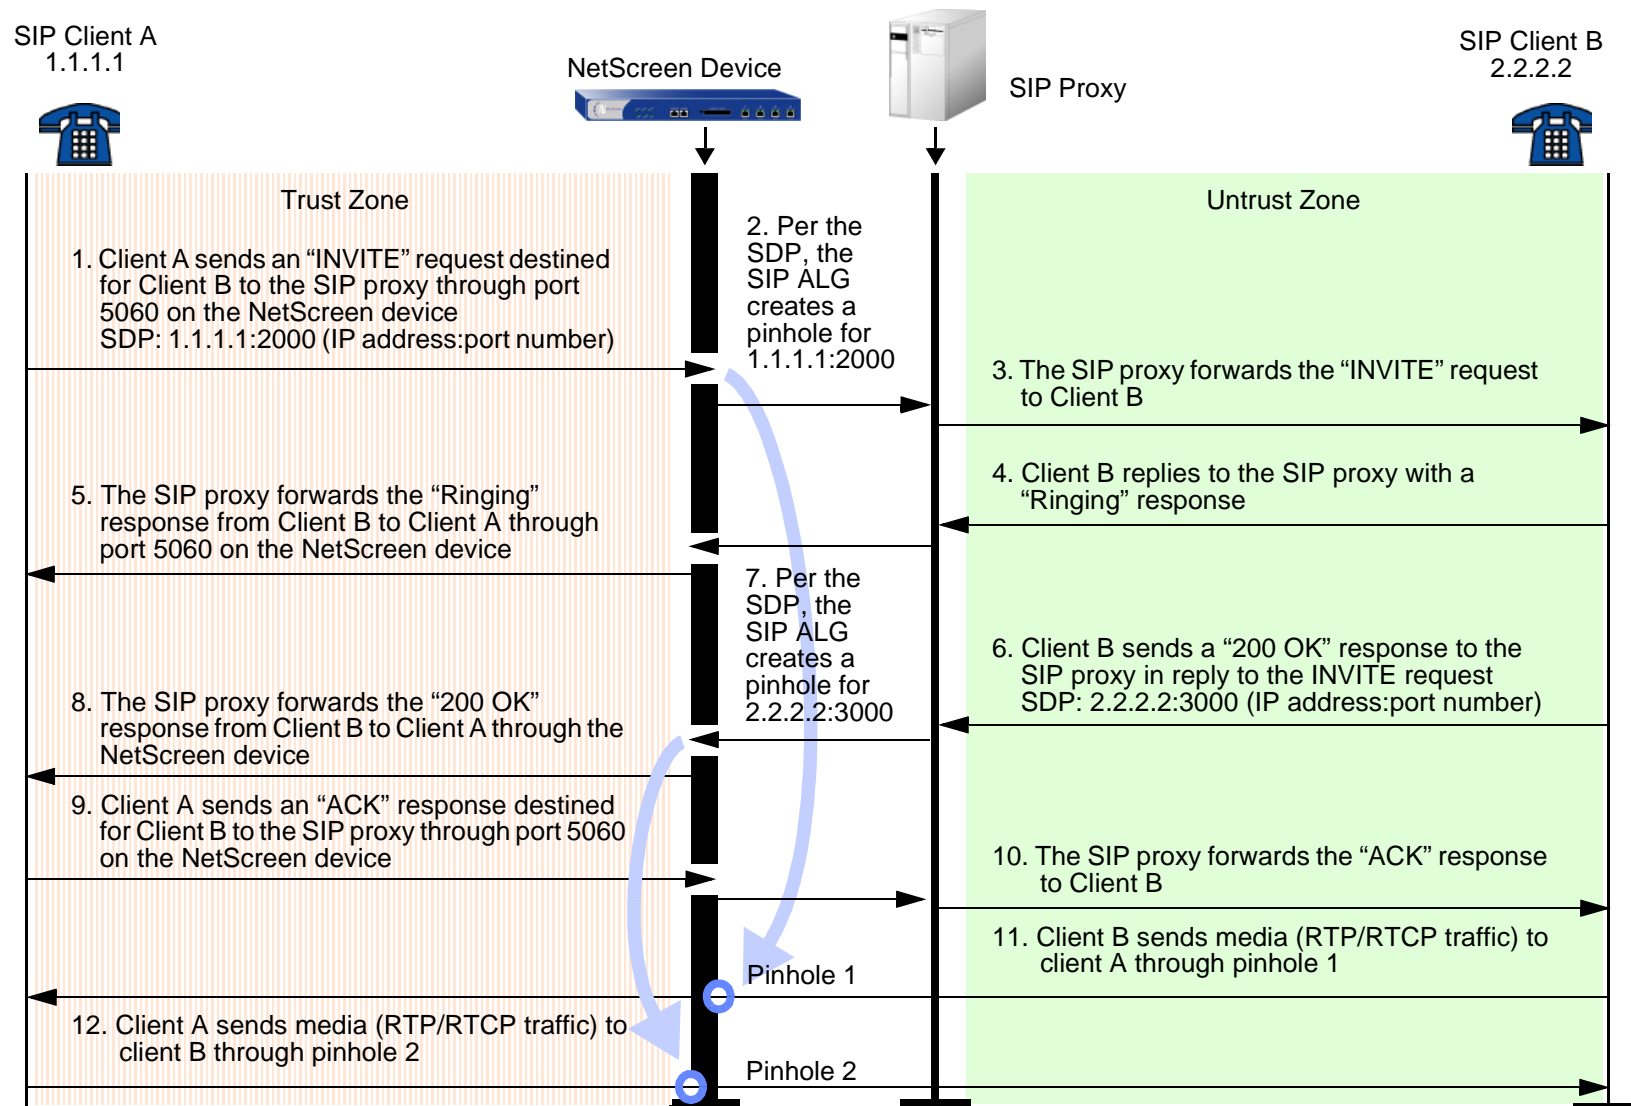 SIP Client A
1.1.1.1
NetScreen Device
SIP Proxy
SIP Client B
2.2.2.2
Trust Zone
Untrust Zone
1. Client A sends an “INVITE” request destined
for Client B to the SIP proxy through port
5060 on the NetScreen device
SDP: 1.1.1.1:2000 (IP address:port number)
2. Per the
SDP, the
SIP ALG
creates a
pinhole for
1.1.1.1:2000
3. The SIP proxy forwards the “INVITE” request
to Client B
4. Client B replies to the SIP proxy with a
“Ringing” response
5. The SIP proxy forwards the “Ringing”
response from Client B to Client A through
port 5060 on the NetScreen device
6. Client B sends a “200 OK” response to the
SIP proxy in reply to the INVITE request
SDP: 2.2.2.2:3000 (IP address:port number)
7. Per the
SDP, the
SIP ALG
creates a
pinhole for
2.2.2.2:3000
8. The SIP proxy forwards the “200 OK”
response from Client B to Client A through the
NetScreen device
9. Client A sends an “ACK” response destined
for Client B to the SIP proxy through port 5060
on the NetScreen device
10. The SIP proxy forwards the “ACK” response
to Client B
11. Client B sends media (RTP/RTCP traffic) to
client A through pinhole 1
Pinhole 1
12. Client A sends media (RTP/RTCP traffic) to
client B through pinhole 2
Pinhole 2